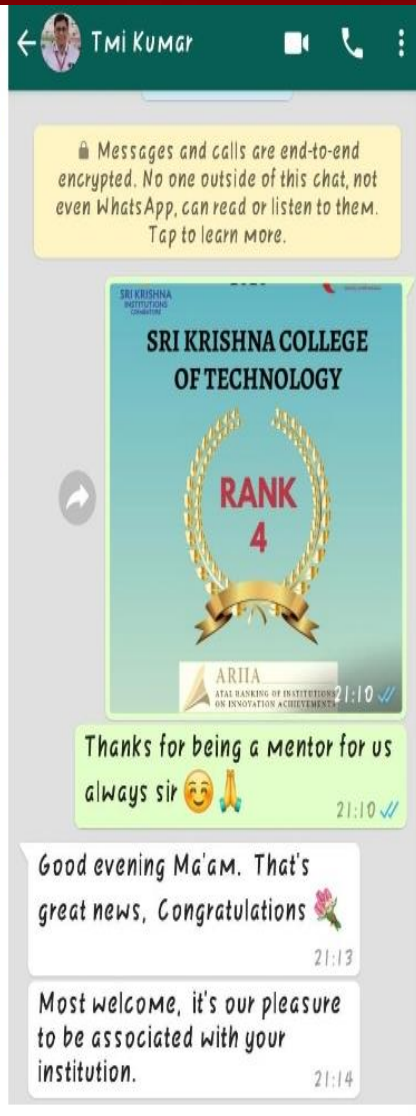 Tmi Kumar
Messages and calls are end-to-end
encrypted. No one outside of this chat, not
even WhatsApp, can read or listen to them.
Tap to learn more.
SRI KRISHNA
INSTITUTIONS
COIMBATORE
SRI KRISHNA COLLEGE
OF TECHNOLOGY
RANK
4
ARIIA
ATAL RANKING OF INSTITUTIONS
ON INNOVATION ACHIEVEMENTS
21:10
Thanks for being a mentor for us
always sir 😊🙏
21:10
Good evening Ma'am. That's
great news, Congratulations 💐
21:13
Most welcome, it's our pleasure
to be associated with your
institution.
21:14